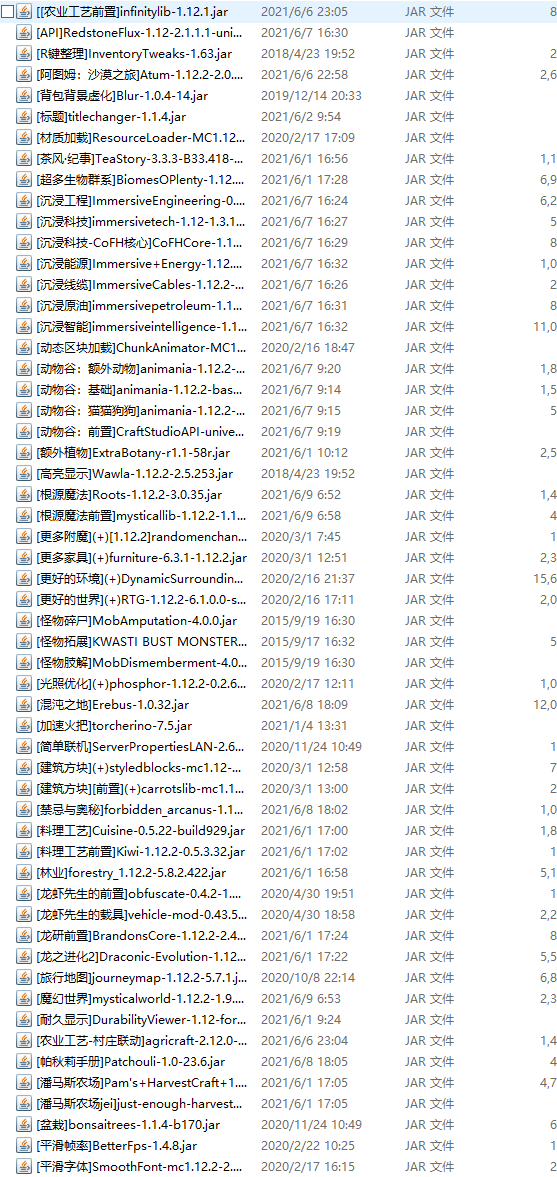 [[农业工艺前置]infinitylib-1.12.1.jar 2021/6/6 23:05 JAR 文件 8
[API]RedstoneFlux-1.12-2.1.1.1-uni... 2021/6/7 16:30 JAR 文件
[R键整理]InventoryTweaks-1.63.jar 2018/4/23 19:52 JAR 文件 2
[阿图姆：沙漠之旅]Atum-1.12.2-2.0.... 2021/6/6 22:58 JAR 文件 2,6
[背包背景虚化]Blur-1.0.4-14.jar 2019/12/14 20:33 JAR 文件
[标题]titlechanger-1.1.4.jar 2021/6/2 9:54 JAR 文件
[材质加载]ResourceLoader-MC1.12... 2020/2/17 17:09 JAR 文件
[茶风·纪事]TeaStory-3.3.3-B33.418-... 2021/6/1 16:56 JAR 文件 1,1
[超多生物群系]BiomesOPlenty-1.12.... 2021/6/1 17:28 JAR 文件 6,9
[沉浸工程]ImmersiveEngineering-0.... 2021/6/7 16:24 JAR 文件 6,2
[沉浸科技]immersivetech-1.12-1.3.1... 2021/6/7 16:27 JAR 文件 5
[沉浸科技-CoFH核心]CoFHCore-1.1... 2021/6/7 16:29 JAR 文件 8
[沉浸能源]Immersive+Energy-1.12.... 2021/6/7 16:32 JAR 文件 1,0
[沉浸线缆]ImmersiveCables-1.12.2-... 2021/6/7 16:26 JAR 文件 2
[沉浸原油]immersivepetroleum-1.1... 2021/6/7 16:31 JAR 文件 8
[沉浸智能]immersiveintelligence-1.1... 2021/6/7 16:32 JAR 文件 11,0
[动态区块加载]ChunkAnimator-MC1... 2020/2/16 18:47 JAR 文件
[动物谷：额外动物]animania-1.12.2-... 2021/6/7 9:20 JAR 文件 1,8
[动物谷：基础]animania-1.12.2-bas... 2021/6/7 9:14 JAR 文件 1,5
[动物谷：猫猫狗狗]animania-1.12.2-... 2021/6/7 9:15 JAR 文件 5
[动物谷：前置]CraftStudioAPI-unive... 2021/6/7 9:19 JAR 文件
[额外植物]ExtraBotany-r1.1-58r.jar 2021/6/1 10:12 JAR 文件 2,5
[高亮显示]Wawla-1.12.2-2.5.253.jar 2018/4/23 19:52 JAR 文件
[根源魔法]Roots-1.12.2-3.0.35.jar 2021/6/9 6:52 JAR 文件 1,4
[根源魔法前置]mysticallib-1.12.2-1.1... 2021/6/9 6:58 JAR 文件 4
[更多附魔](+)[1.12.2]randomenchan... 2020/3/1 7:45 JAR 文件 1
[更多家具](+)furniture-6.3.1-1.12.2.jar 2020/3/1 12:51 JAR 文件 2,3
[更好的环境](+)DynamicSurroundin... 2020/2/16 21:37 JAR 文件 15,6
[更好的世界](+)RTG-1.12.2-6.1.0.0-s... 2020/2/16 17:11 JAR 文件 2,0
[怪物碎尸]MobAmputation-4.0.0.jar 2015/9/19 16:30 JAR 文件
[怪物拓展]KWASTI BUST MONSTER... 2015/9/17 16:32 JAR 文件 5
[怪物肢解]MobDismemberment-4.0... 2015/9/19 16:30 JAR 文件
[光照优化](+)phosphor-1.12.2-0.2.6... 2020/2/17 12:11 JAR 文件 1,0
[混沌之地]Erebus-1.0.32.jar 2021/6/8 18:09 JAR 文件 12,0
[加速火把]torcherino-7.5.jar 2021/1/4 13:31 JAR 文件
[简单联机]ServerPropertiesLAN-2.6... 2020/11/24 10:49 JAR 文件 1
[建筑方块](+)styledblocks-mc1.12-... 2020/3/1 12:58 JAR 文件 7
[建筑方块][前置](+)carrotslib-mc1.1... 2020/3/1 13:00 JAR 文件 2
[禁忌与奥秘]forbidden_arcanus-1.1... 2021/6/8 18:02 JAR 文件 1,0
[料理工艺]Cuisine-0.5.22-build929.jar 2021/6/1 17:00 JAR 文件 1,8
[料理工艺前置]Kiwi-1.12.2-0.5.3.32.jar 2021/6/1 17:02 JAR 文件 1
[林业]forestry_1.12.2-5.8.2.422.jar 2021/6/1 16:58 JAR 文件 5,1
[龙虾先生的前置]obfuscate-0.4.2-1.... 2020/4/30 19:51 JAR 文件 1
[龙虾先生的载具]vehicle-mod-0.43.5... 2020/4/30 18:58 JAR 文件 2,2
[龙研前置]BrandonsCore-1.12.2-2.4... 2021/6/1 17:24 JAR 文件 8
[龙之进化2]Draconic-Evolution-1.12... 2021/6/1 17:22 JAR 文件 5,5
[旅行地图]journeymap-1.12.2-5.7.1.j... 2020/10/8 22:14 JAR 文件 6,8
[魔幻世界]mysticalworld-1.12.2-1.9.... 2021/6/9 6:53 JAR 文件 2,3
[耐久显示]DurabilityViewer-1.12-for... 2021/6/1 9:24 JAR 文件
[农业工艺-村庄联动]agricraft-2.12.0-... 2021/6/6 23:04 JAR 文件 1,4
[帕秋莉手册]Patchouli-1.0-23.6.jar 2021/6/8 18:05 JAR 文件 4
[潘马斯农场]Pam's+HarvestCraft+1.... 2021/6/1 17:05 JAR 文件 4,7
[潘马斯农场jei]just-enough-harvest... 2021/6/1 17:05 JAR 文件
[盆栽]bonsaitrees-1.1.4-b170.jar 2020/11/24 10:49 JAR 文件 6
[平滑帧率]BetterFps-1.4.8.jar 2020/2/22 10:25 JAR 文件 1
[平滑字体]SmoothFont-mc1.12.2-2.... 2020/2/17 16:15 JAR 文件 2